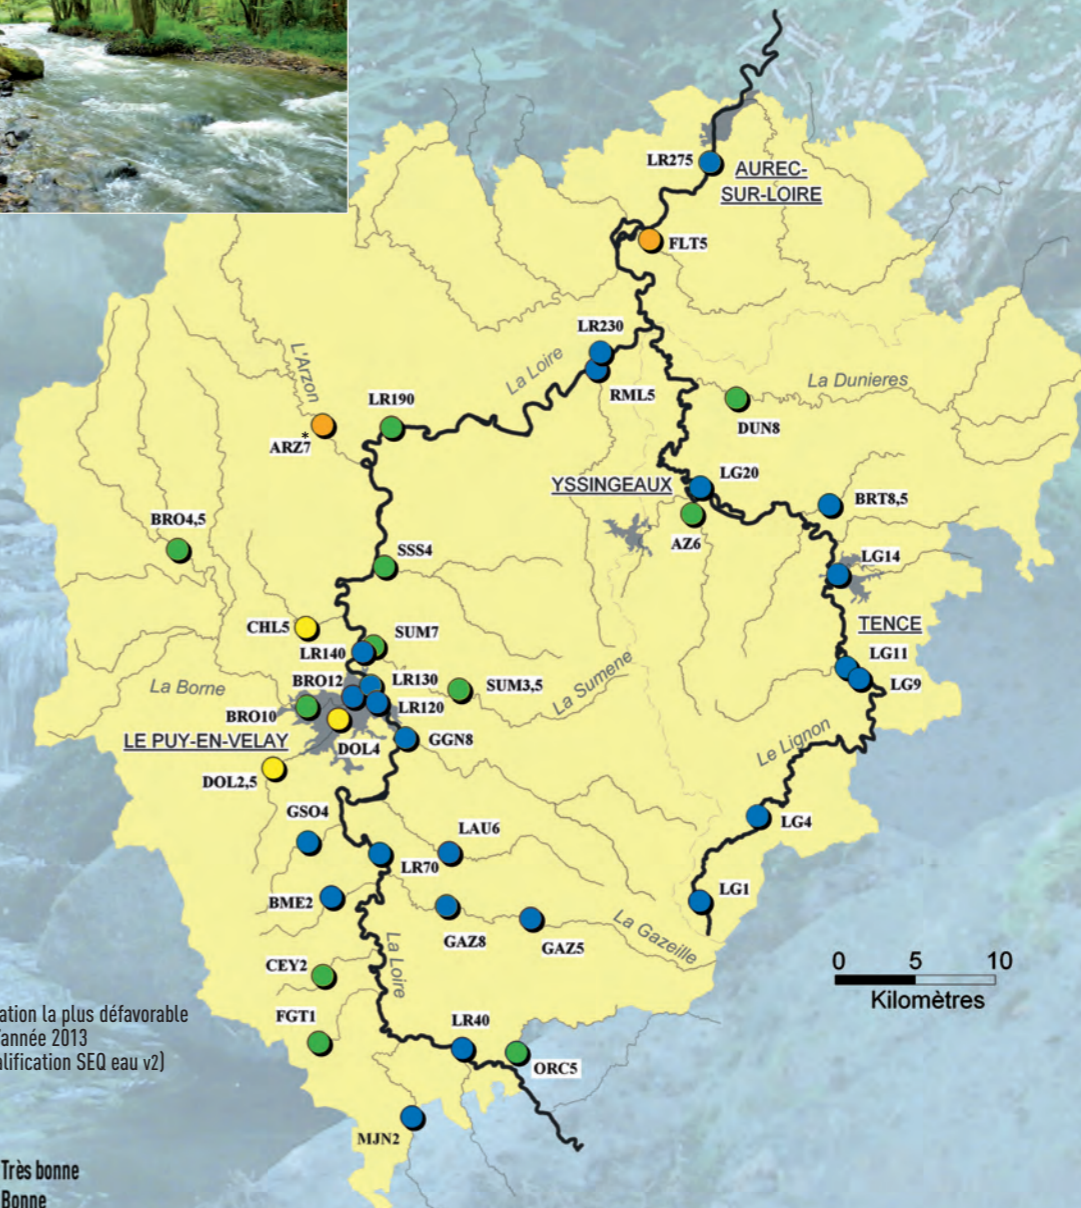 LR275
AUREC-
SUR-LOIRE
FLT5
LR230
La Loire
RML5
La Dunieres
DUN8
L'Arzon
LR190
ARZ7*
LG20
YSSINGEAUX
BRT8,5
AZ6
BRO4,5
SSS4
LG14
CHL5
SUM7
TENCE
LR140
LG11
BRO12
LR130
SUM3,5
La Sumene
LG9
La Borne
LR120
BRO10
LE PUY-EN-VELAY
DOL4
GGN8
Le Lignon
DOL2,5
GSO4
LAU6
LG4
LR70
BME2
LG1
GAZ8
GAZ5
La Gazeille
La Loire
CEY2
0 5 10
Kilomètres
ation la plus défavorable
'année 2013
alification SEQ eau v2)
FGT1
LR40
ORC5
MJN2
Très bonne
Bonne